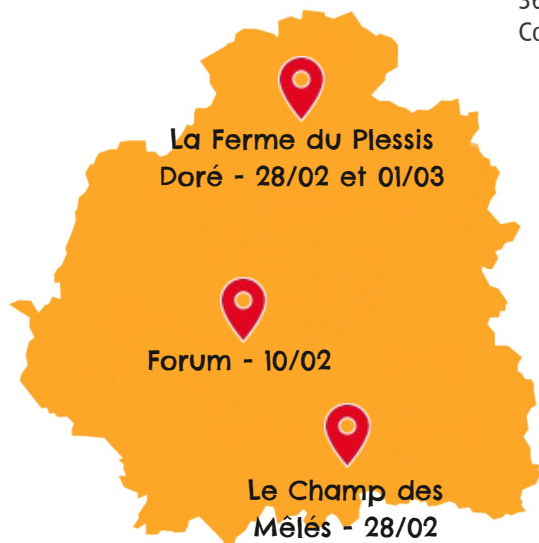 La Ferme du Plessis
Doré - 28/02 et 01/03
Forum - 10/02
Le Champ des
Mêlés - 28/02